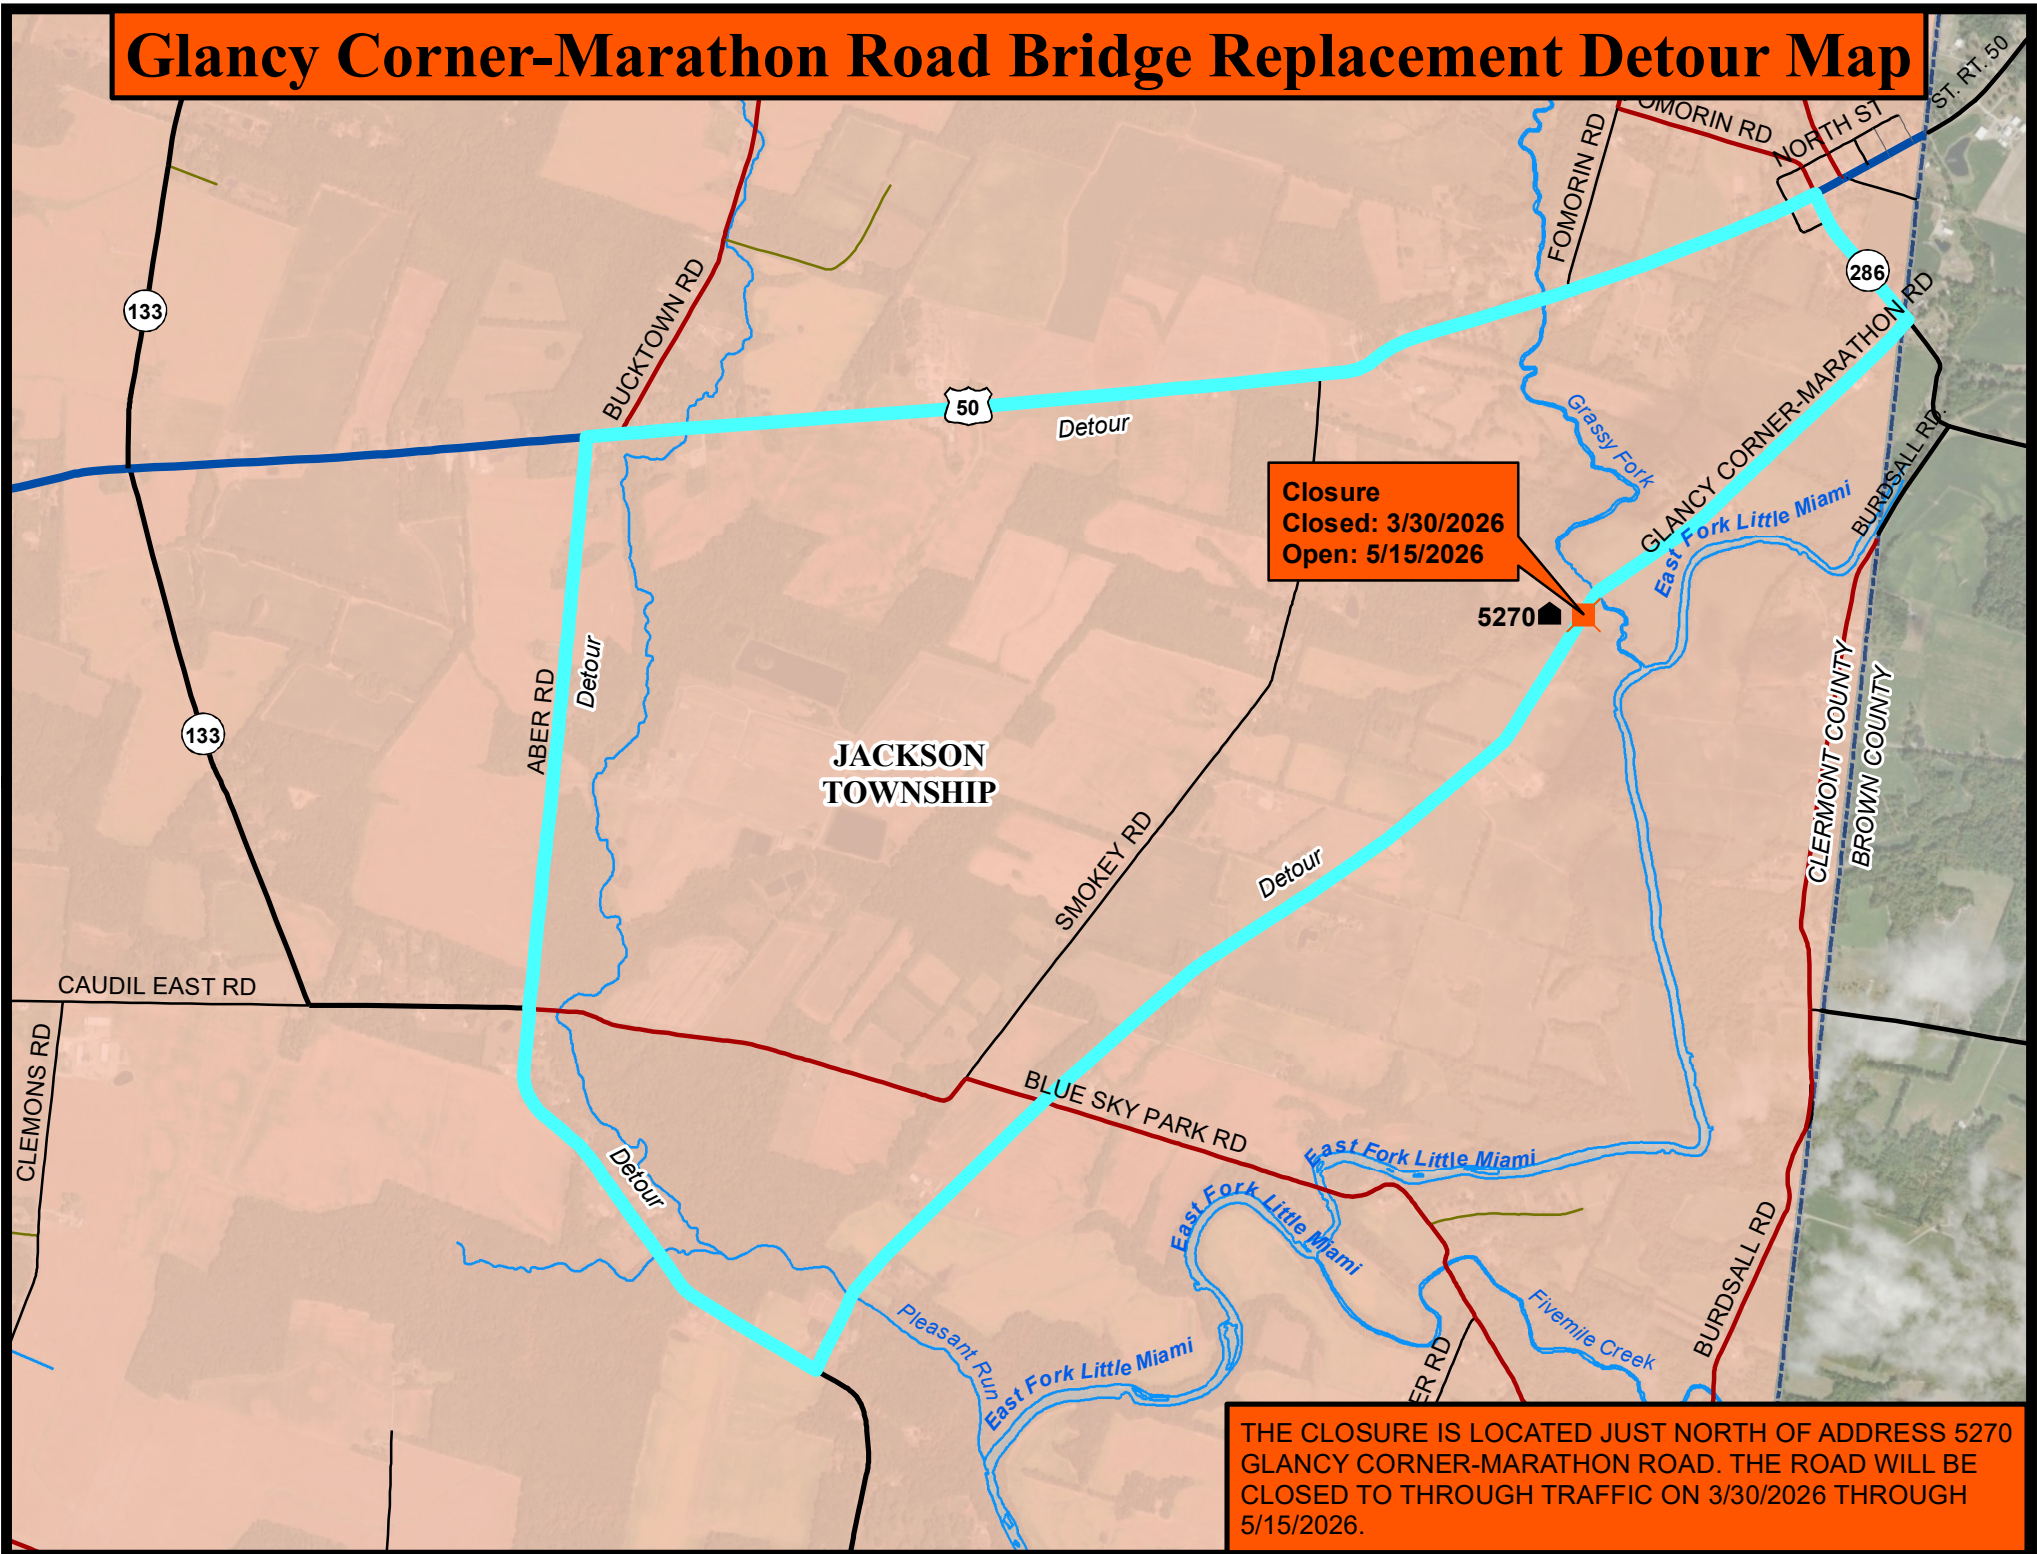 Glancy Corner-Marathon Road Bridge Replacement Detour Map
ST. RT. 50
FOMORIN RD
NORTH ST
FOMORIN RD
286
133
BUCKTOWN RD
50
Detour
GLANCY CORNER-MARATHON RD
Grassy Fork
BURDSALL RD.
East Fork Little Miami
Closure
Closed: 3/30/2026
Open: 5/15/2026
5270
ABER RD
Detour
133
JACKSON
TOWNSHIP
CLERMONT COUNTY
BROWN COUNTY
SMOKEY RD
Detour
CAUDIL EAST RD
CLEMONS RD
BLUE SKY PARK RD
Detour
East Fork Little Miami
East Fork Little Miami
BURDSALL RD
Pleasant Run
Fivemile Creek
East Fork Little Miami
ER RD
THE CLOSURE IS LOCATED JUST NORTH OF ADDRESS 5270
GLANCY CORNER-MARATHON ROAD. THE ROAD WILL BE
CLOSED TO THROUGH TRAFFIC ON 3/30/2026 THROUGH
5/15/2026.